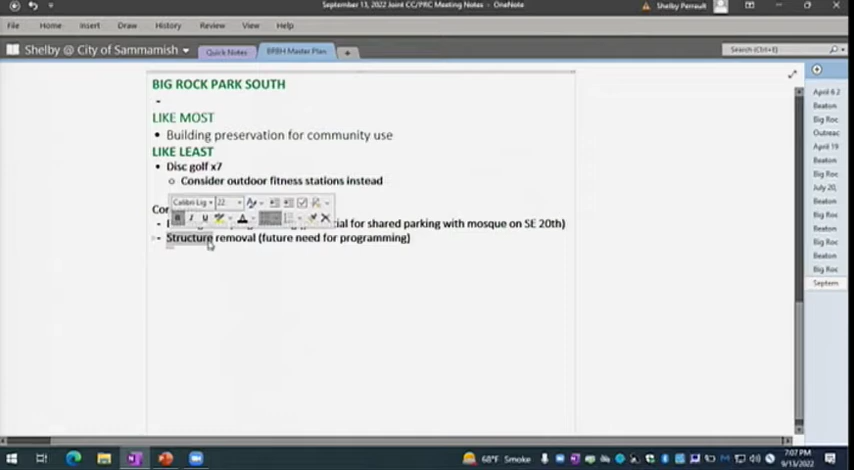 September 13, 2022 Joint CC/PRC Meeting Notes - OneNote
Shelby Perrault
File Home Insert Draw History Review View Help
Shelby @ City of Sammamish
Quick Notes
BRBH Master Plan
+
Search (Ctrl+E)
BIG ROCK PARK SOUTH
-
LIKE MOST
• Building preservation for community use
LIKE LEAST
• Disc golf x7
o Consider outdoor fitness stations instead
Calibri Lig 22
B I U A
for shared parking with mosque on SE 20th)
- Structure removal (future need for programming)
April 6 2
Beaton
Big Roc
Outreac
April 19
Beaton
Big Roc
July 20,
Beaton
Big Roc
Beaton
Big Roc
Beaton
Big Roc
Septem
68°F Smoke
7:07 PM
9/13/2022